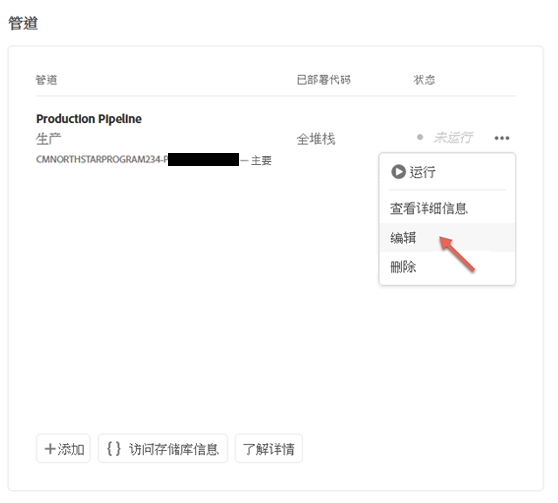 管道
管道 已部署代码 状态
Production Pipeline
生产 全堆栈 未运行
CMNORTHSTARPROGRAM234-P — 主要
运行
查看详细信息
编辑
删除
添加 {} 访问存储库信息 了解详情